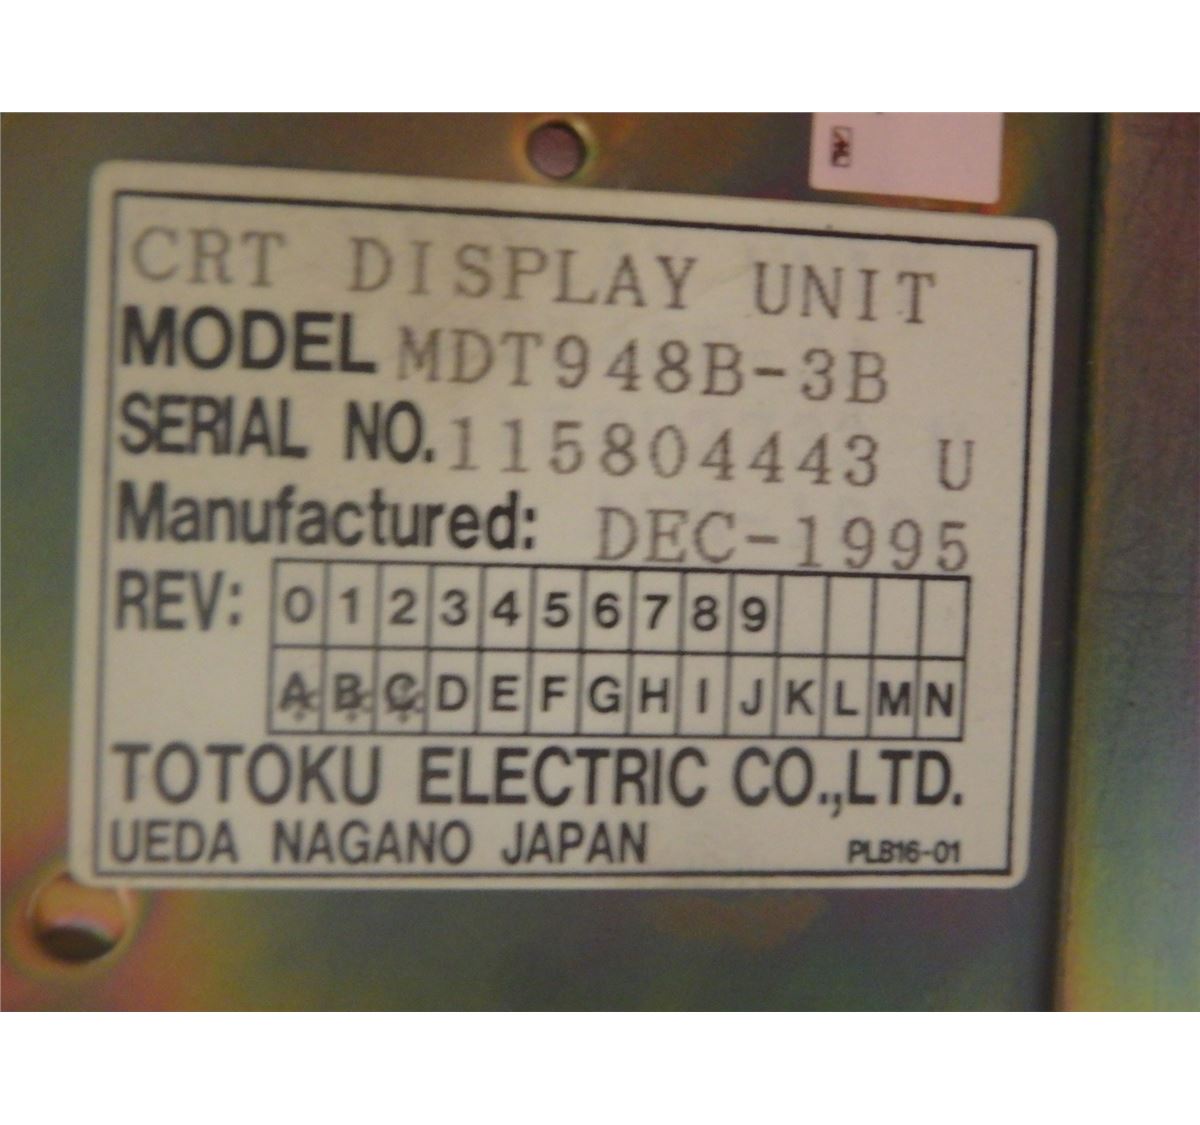 CRT DISPLAY UNIT
MODEL MDT948B-3B
SERIAL NO. 115804443 U
Manufactured: DEC-1995
REV: 0 1 2 3 4 5 6 7 8 9
A B C D E F G H I J K L M N
TOTOKU ELECTRIC CO.,LTD.
UEDA NAGANO JAPAN PLB16-01